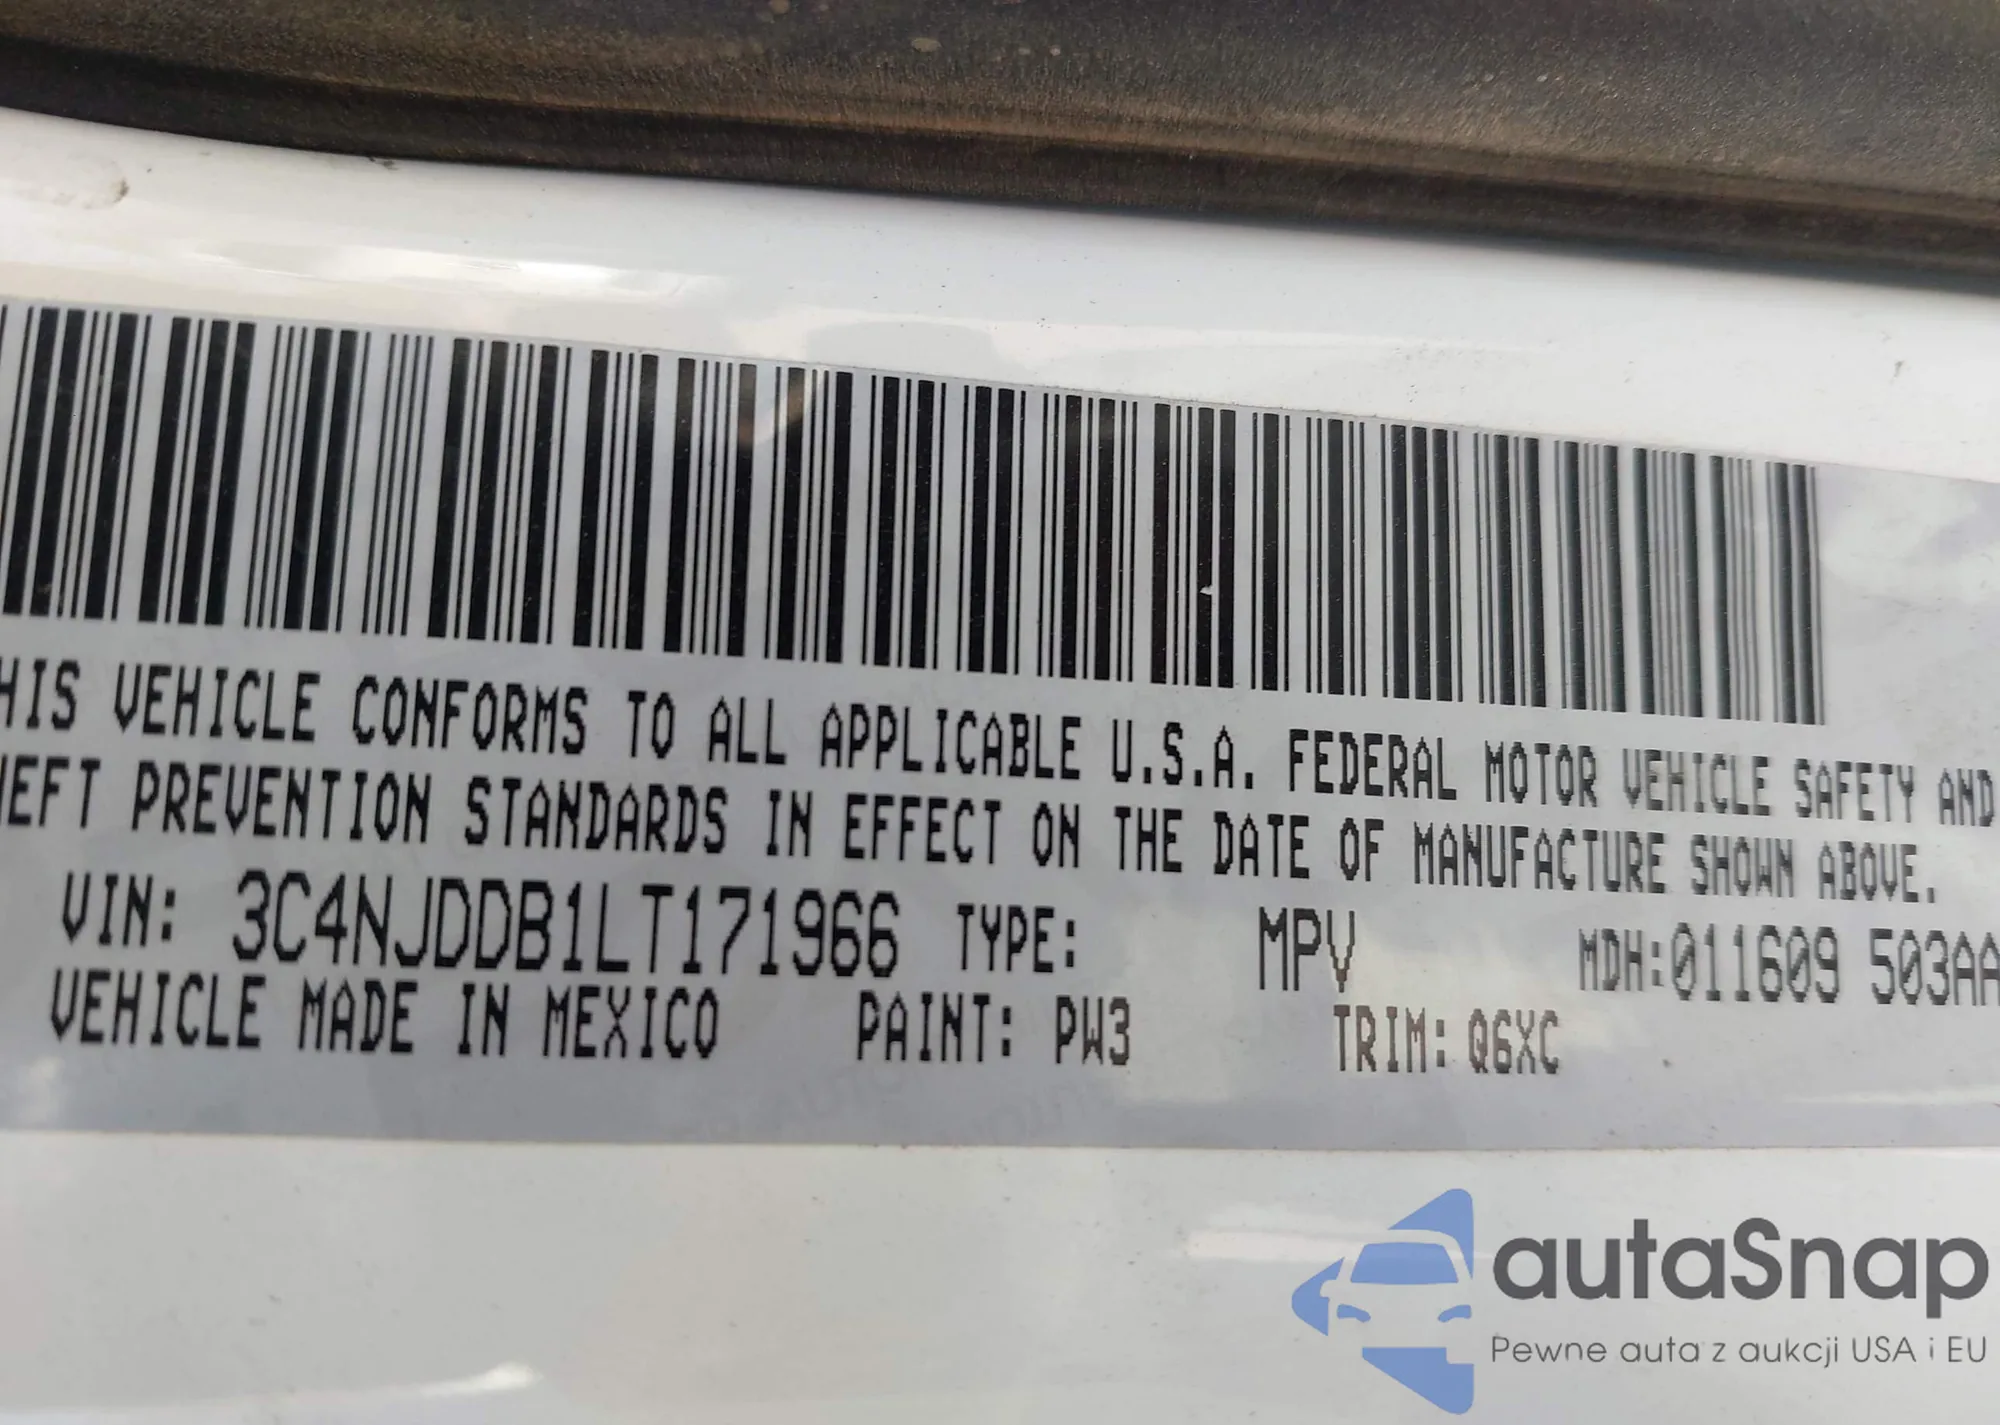 HIS VEHICLE CONFORMS TO ALL APPLICABLE U.S.A. FEDERAL MOTOR VEHICLE SAFETY AND
HEFT PREVENTION STANDARDS IN EFFECT ON THE DATE OF MANUFACTURE SHOWN ABOVE.
VIN: 3C4NJDDB1LT171966 TYPE: MPV MDH:011609 503AA
VEHICLE MADE IN MEXICO PAINT: PW3 TRIM: Q6XC
autaSnap
Pewne auta z aukcji USA i EU